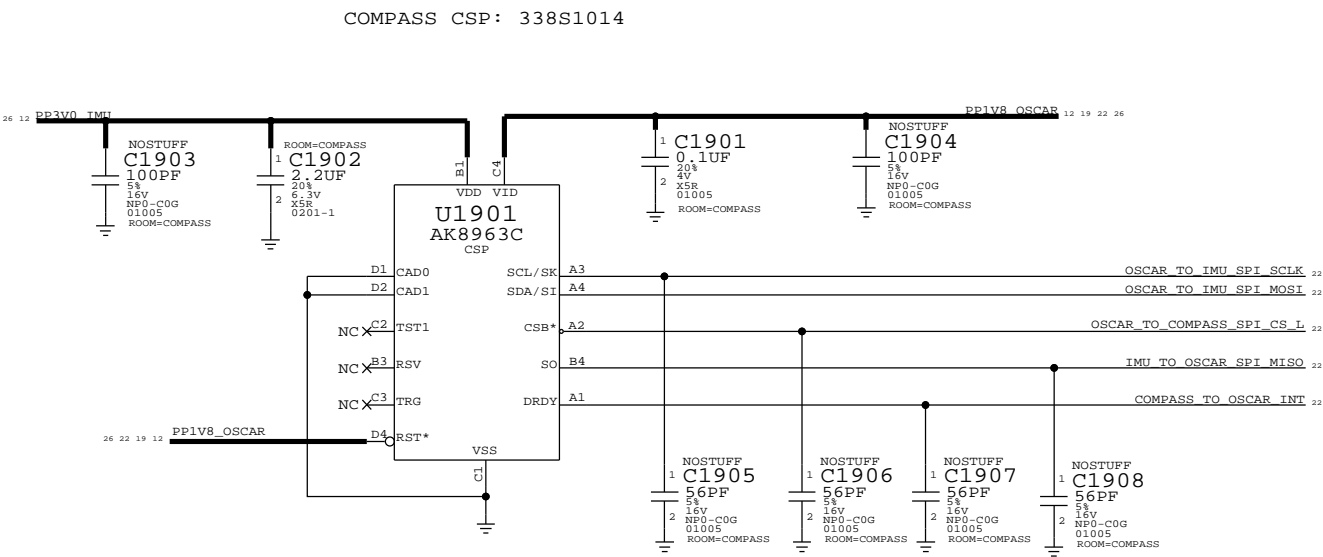 COMPASS CSP: 338S1014
26 12 PP3V0_IMU
PP1V8_OSCAR 12 19 22 26
NOSTUFF
C1903
100PF
5%
16V
NP0-C0G
01005
ROOM=COMPASS
ROOM=COMPASS
1 C1902
2.2UF
20%
6.3V
2 X5R
0201-1
1 C1901
0.1UF
20%
4V
2 X5R
01005
ROOM=COMPASS
NOSTUFF
C1904
100PF
5%
16V
NP0-C0G
01005
ROOM=COMPASS
B1 C4
VDD VID
U1901
AK8963C
CSP
D1 CAD0 SCL/SK A3 OSCAR_TO_IMU_SPI_SCLK 22
D2 CAD1 SDA/SI A4 OSCAR_TO_IMU_SPI_MOSI 22
NC C2 TST1 CSB* A2 OSCAR_TO_COMPASS_SPI_CS_L 22
NC B3 RSV SO B4 IMU_TO_OSCAR_SPI_MISO 22
NC C3 TRG DRDY A1 COMPASS_TO_OSCAR_INT 22
26 22 19 12 PP1V8_OSCAR D4 RST*
VSS
C1
NOSTUFF
1 C1905
56PF
5%
16V
2 NP0-C0G
01005
ROOM=COMPASS
NOSTUFF
1 C1906
56PF
5%
16V
2 NP0-C0G
01005
ROOM=COMPASS
NOSTUFF
1 C1907
56PF
5%
16V
2 NP0-C0G
01005
ROOM=COMPASS
NOSTUFF
1 C1908
56PF
5%
16V
2 NP0-C0G
01005
ROOM=COMPASS